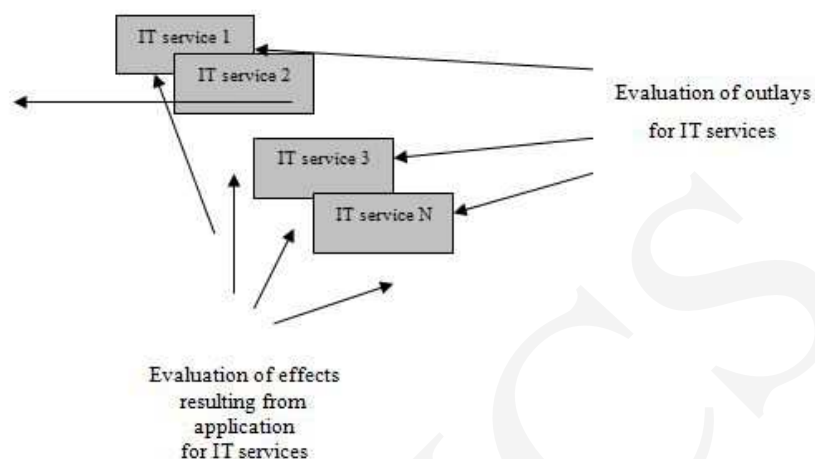 IT service 1
IT service 2
Evaluation of outlays
for IT services
IT service 3
IT service N
Evaluation of effects
resulting from
application
for IT services